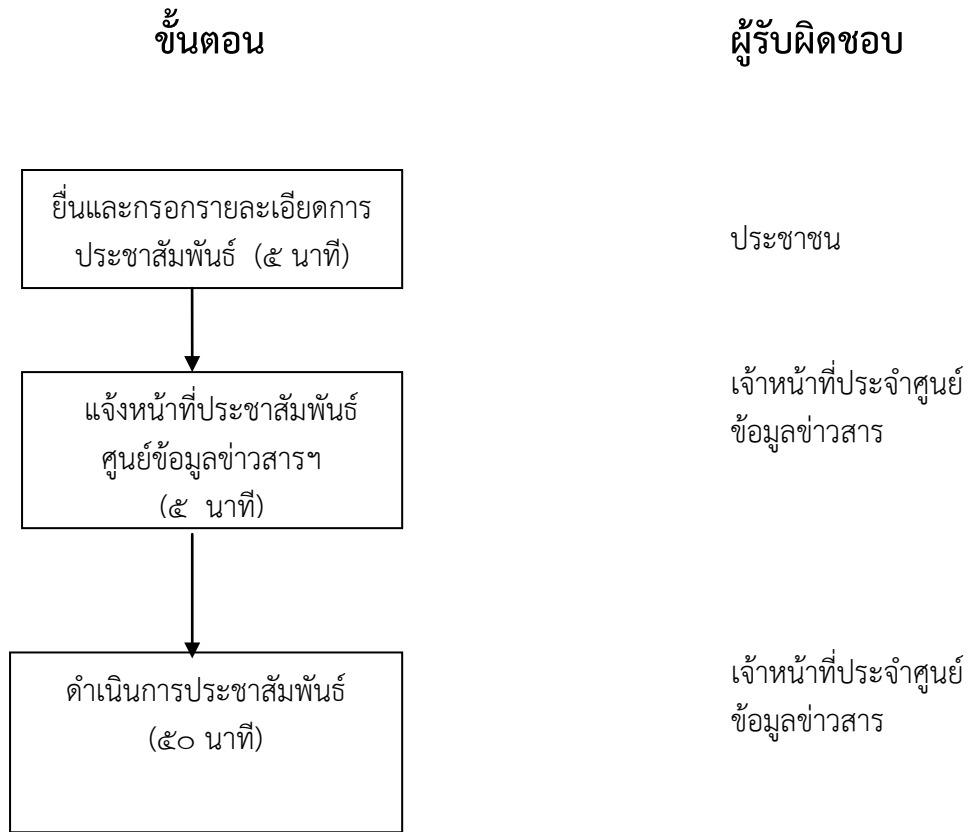 ขั้นตอน
ผู้รับผิดชอบ
ยื่นและกรอกรายละเอียดการ
ประชาสัมพันธ์ (๕ นาที)
ประชาชน
แจ้งหน้าที่ประชาสัมพันธ์
ศูนย์ข้อมูลข่าวสารฯ
(๕ นาที)
เจ้าหน้าที่ประจำศูนย์
ข้อมูลข่าวสาร
ดำเนินการประชาสัมพันธ์
(๕๐ นาที)
เจ้าหน้าที่ประจำศูนย์
ข้อมูลข่าวสาร